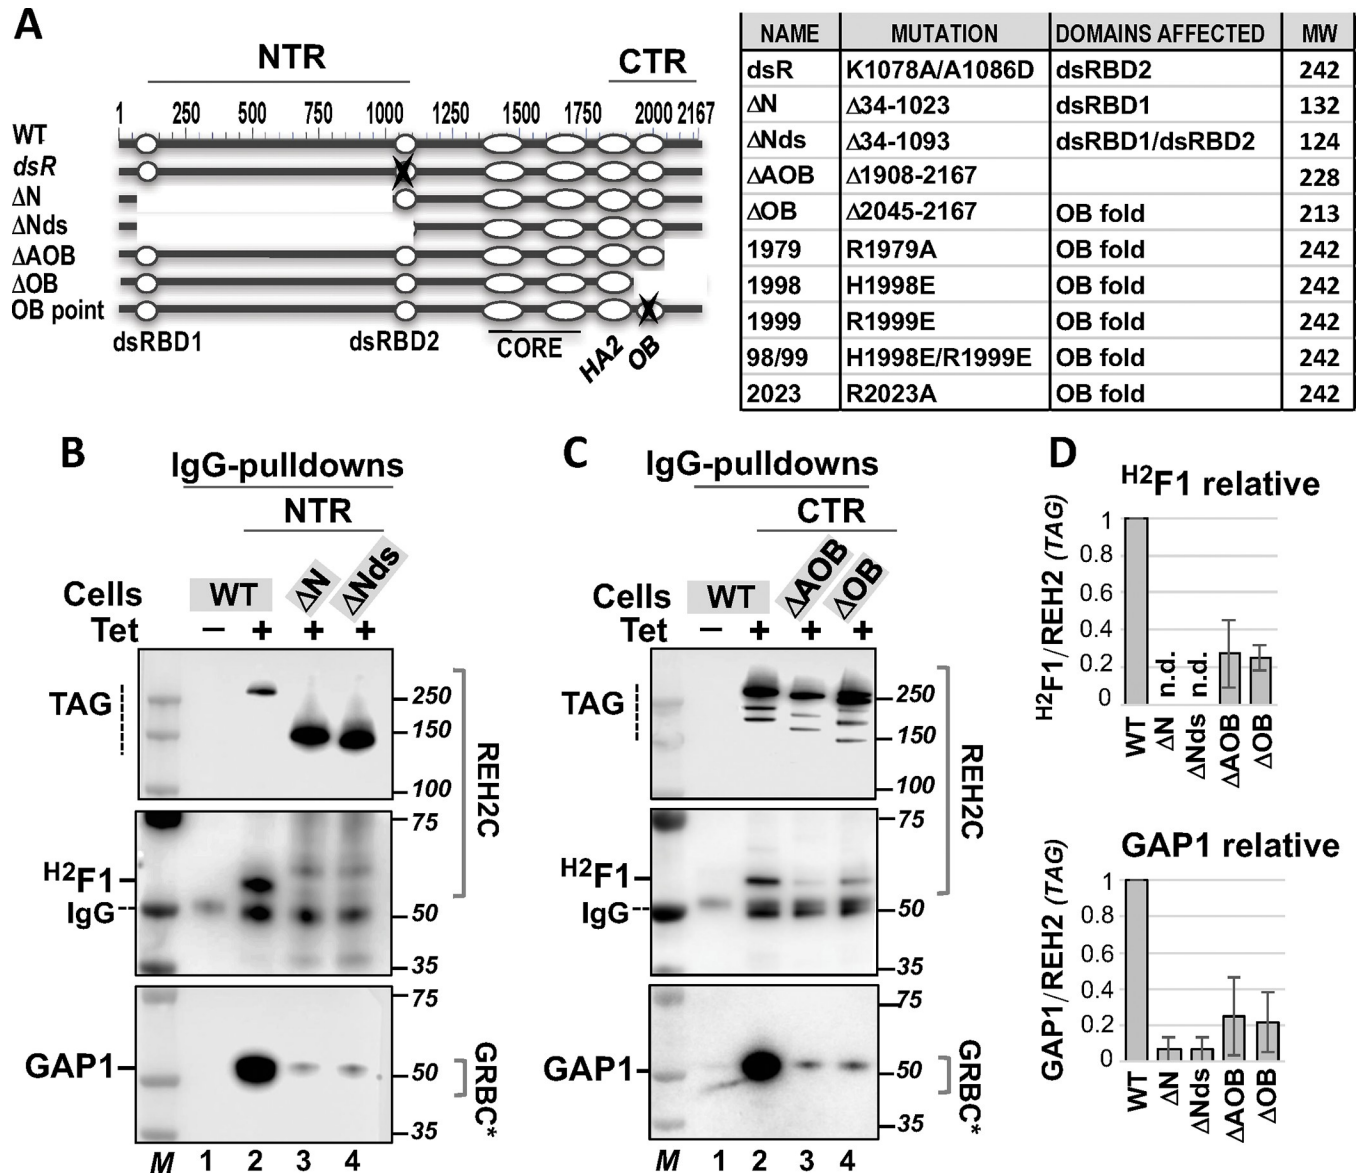 A
NTR
CTR
1 250 500 750 1000 1250 1500 1750 2000 2167
WT
dsR
ΔN
ΔNds
ΔAOB
ΔOB
OB point
dsRBD1 dsRBD2 CORE HA2 OB
NAME MUTATION DOMAINS AFFECTED MW
dsR K1078A/A1086D dsRBD2 242
ΔN Δ34-1023 dsRBD1 132
ΔNds Δ34-1093 dsRBD1/dsRBD2 124
ΔAOB Δ1908-2167 228
ΔOB Δ2045-2167 OB fold 213
1979 R1979A OB fold 242
1998 H1998E OB fold 242
1999 R1999E OB fold 242
98/99 H1998E/R1999E OB fold 242
2023 R2023A OB fold 242
B
IgG-pulldowns
NTR
Cells WT ΔN ΔNds
Tet – + + +
TAG
250
150
100
75
H2F1
IgG
50
35
REH2C
75
GAP1
50
35
GRBC*
M 1 2 3 4
C
IgG-pulldowns
CTR
Cells WT ΔAOB ΔOB
Tet – + + +
TAG
250
150
100
75
H2F1
IgG
50
35
REH2C
75
GAP1
50
35
GRBC*
M 1 2 3 4
D
H2F1 relative
H2F1/REH2 (TAG)
1
0.8
0.6
0.4
0.2
0
n.d. n.d.
WT ΔN ΔNds ΔAOB ΔOB
GAP1 relative
GAP1/REH2 (TAG)
1
0.8
0.6
0.4
0.2
0
WT ΔN ΔNds ΔAOB ΔOB